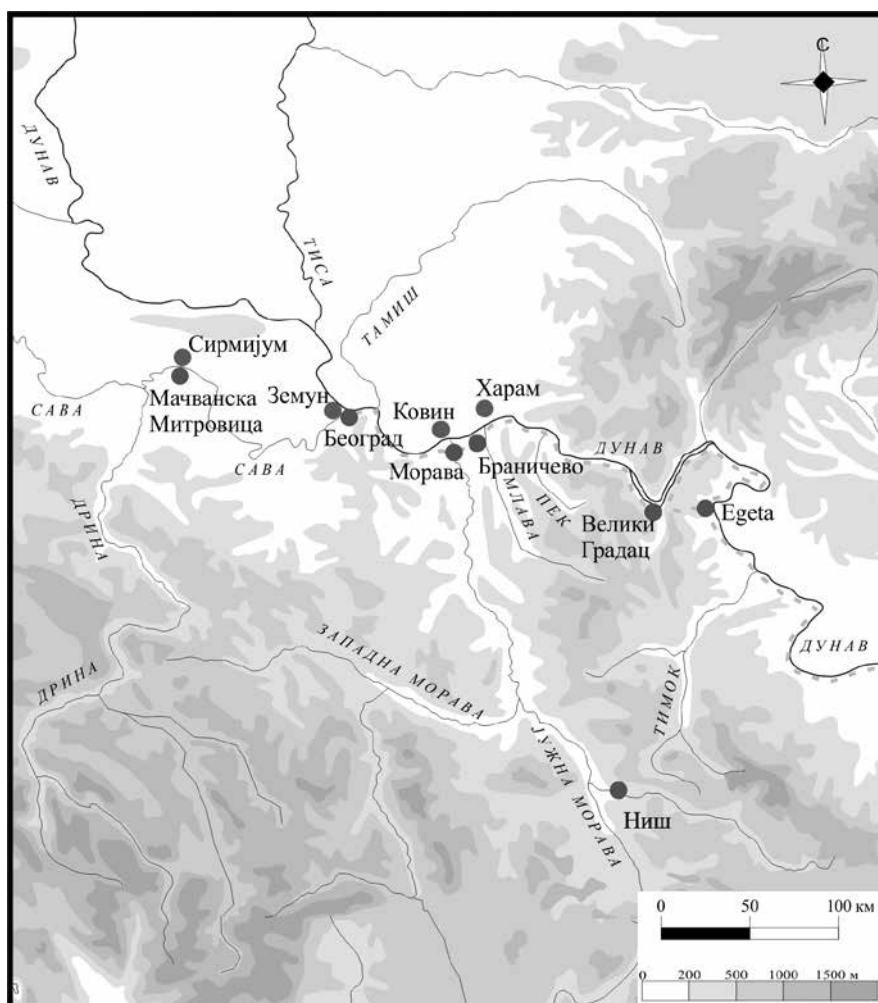 С
ДУНАВ
ТИСА
ТАМИШ
Сирмијум
Мачванска
Митровица
САВА
Земун
Београд
САВА
Ковин
Харам
Морава
Браничево
ДУНАВ
МЛАВА
ПЕК
Велики
Градац
Egeta
ДРИНА
ДРИНА
ЗАПАДНА МОРАВА
ЈУЖНА МОРАВА
ТИМОК
ДУНАВ
Ниш
0 50 100 км
0 200 500 1000 1500 м